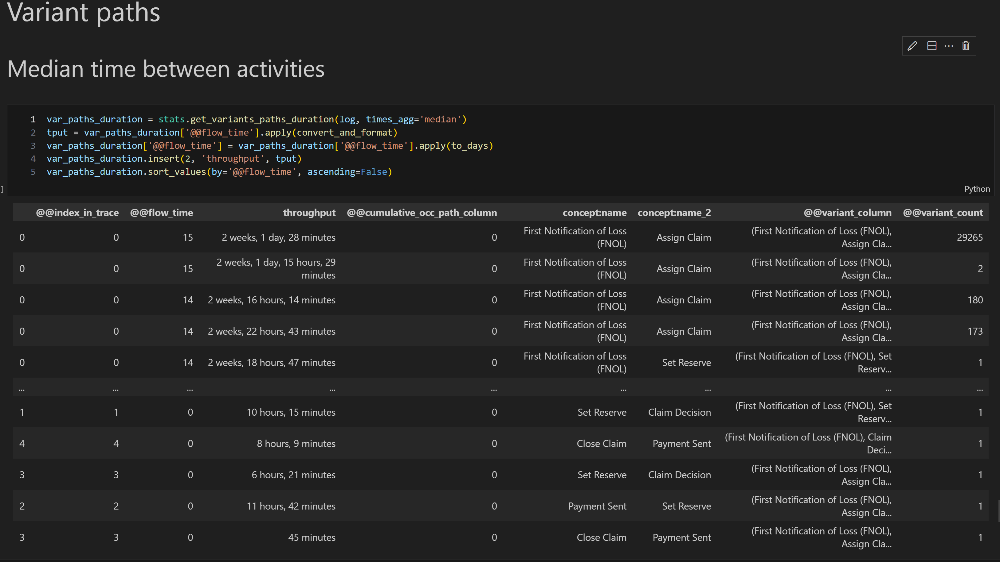 Variant paths
Median time between activities
1 var_paths_duration = stats.get_variants_paths_duration(log, times_agg='median')
2 tput = var_paths_duration['@@flow_time'].apply(convert_and_format)
3 var_paths_duration['@@flow_time'] = var_paths_duration['@@flow_time'].apply(to_days)
4 var_paths_duration.insert(2, 'throughput', tput)
5 var_paths_duration.sort_values(by='@@flow_time', ascending=False)
]
Python
@@index_in_trace @@flow_time throughput @@cumulative_occ_path_column concept:name concept:name_2 @@variant_column @@variant_count
0 0 15 2 weeks, 1 day, 28 minutes 0 First Notification of Loss Assign Claim (First Notification of Loss (FNOL), 29265
(FNOL) Assign Cla...
0 0 15 2 weeks, 1 day, 15 hours, 29 0 First Notification of Loss Assign Claim (First Notification of Loss (FNOL), 2
minutes (FNOL) Assign Cla...
0 0 14 2 weeks, 16 hours, 14 minutes 0 First Notification of Loss Assign Claim (First Notification of Loss (FNOL), 180
(FNOL) Assign Cla...
0 0 14 2 weeks, 22 hours, 43 minutes 0 First Notification of Loss Assign Claim (First Notification of Loss (FNOL), 173
(FNOL) Assign Cla...
0 0 14 2 weeks, 18 hours, 47 minutes 0 First Notification of Loss Set Reserve (First Notification of Loss (FNOL), Set 1
(FNOL) Reserv...
... ... ... ... ... ... ... ... ...
1 1 0 10 hours, 15 minutes 0 Set Reserve Claim Decision (First Notification of Loss (FNOL), Set 1
Reserv...
4 4 0 8 hours, 9 minutes 0 Close Claim Payment Sent (First Notification of Loss (FNOL), Claim 1
Deci...
3 3 0 6 hours, 21 minutes 0 Set Reserve Claim Decision (First Notification of Loss (FNOL), 1
Assign Cla...
2 2 0 11 hours, 42 minutes 0 Payment Sent Set Reserve (First Notification of Loss (FNOL), 1
Assign Cla...
3 3 0 45 minutes 0 Close Claim Payment Sent (First Notification of Loss (FNOL), 1
Assign Cla...